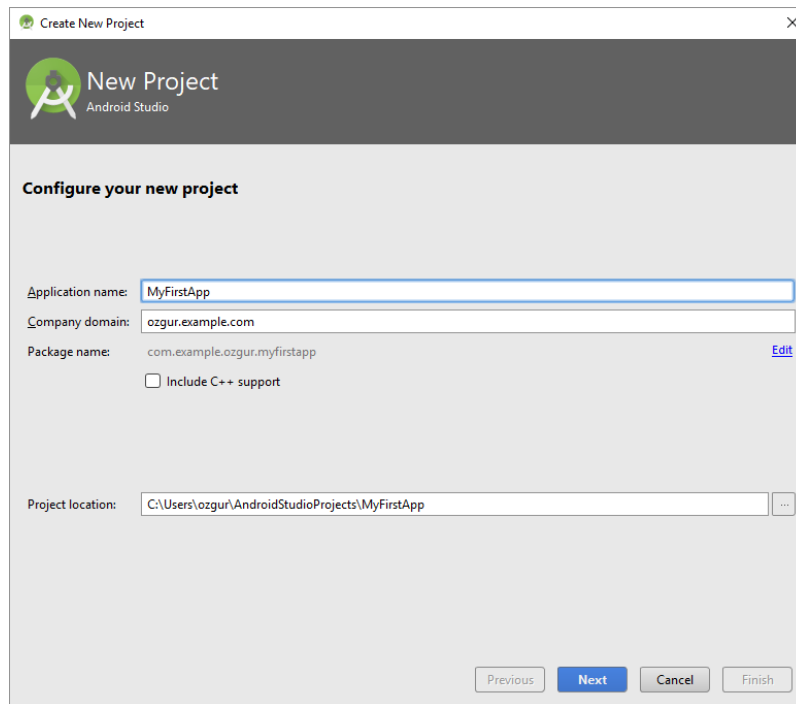 Create New Project
New Project
Android Studio
Configure your new project
Application name: MyFirstApp
Company domain: ozgur.example.com
Package name: com.example.ozgur.myfirstapp Edit
Include C++ support
Project location: C:\Users\ozgur\AndroidStudioProjects\MyFirstApp ...
Previous Next Cancel Finish